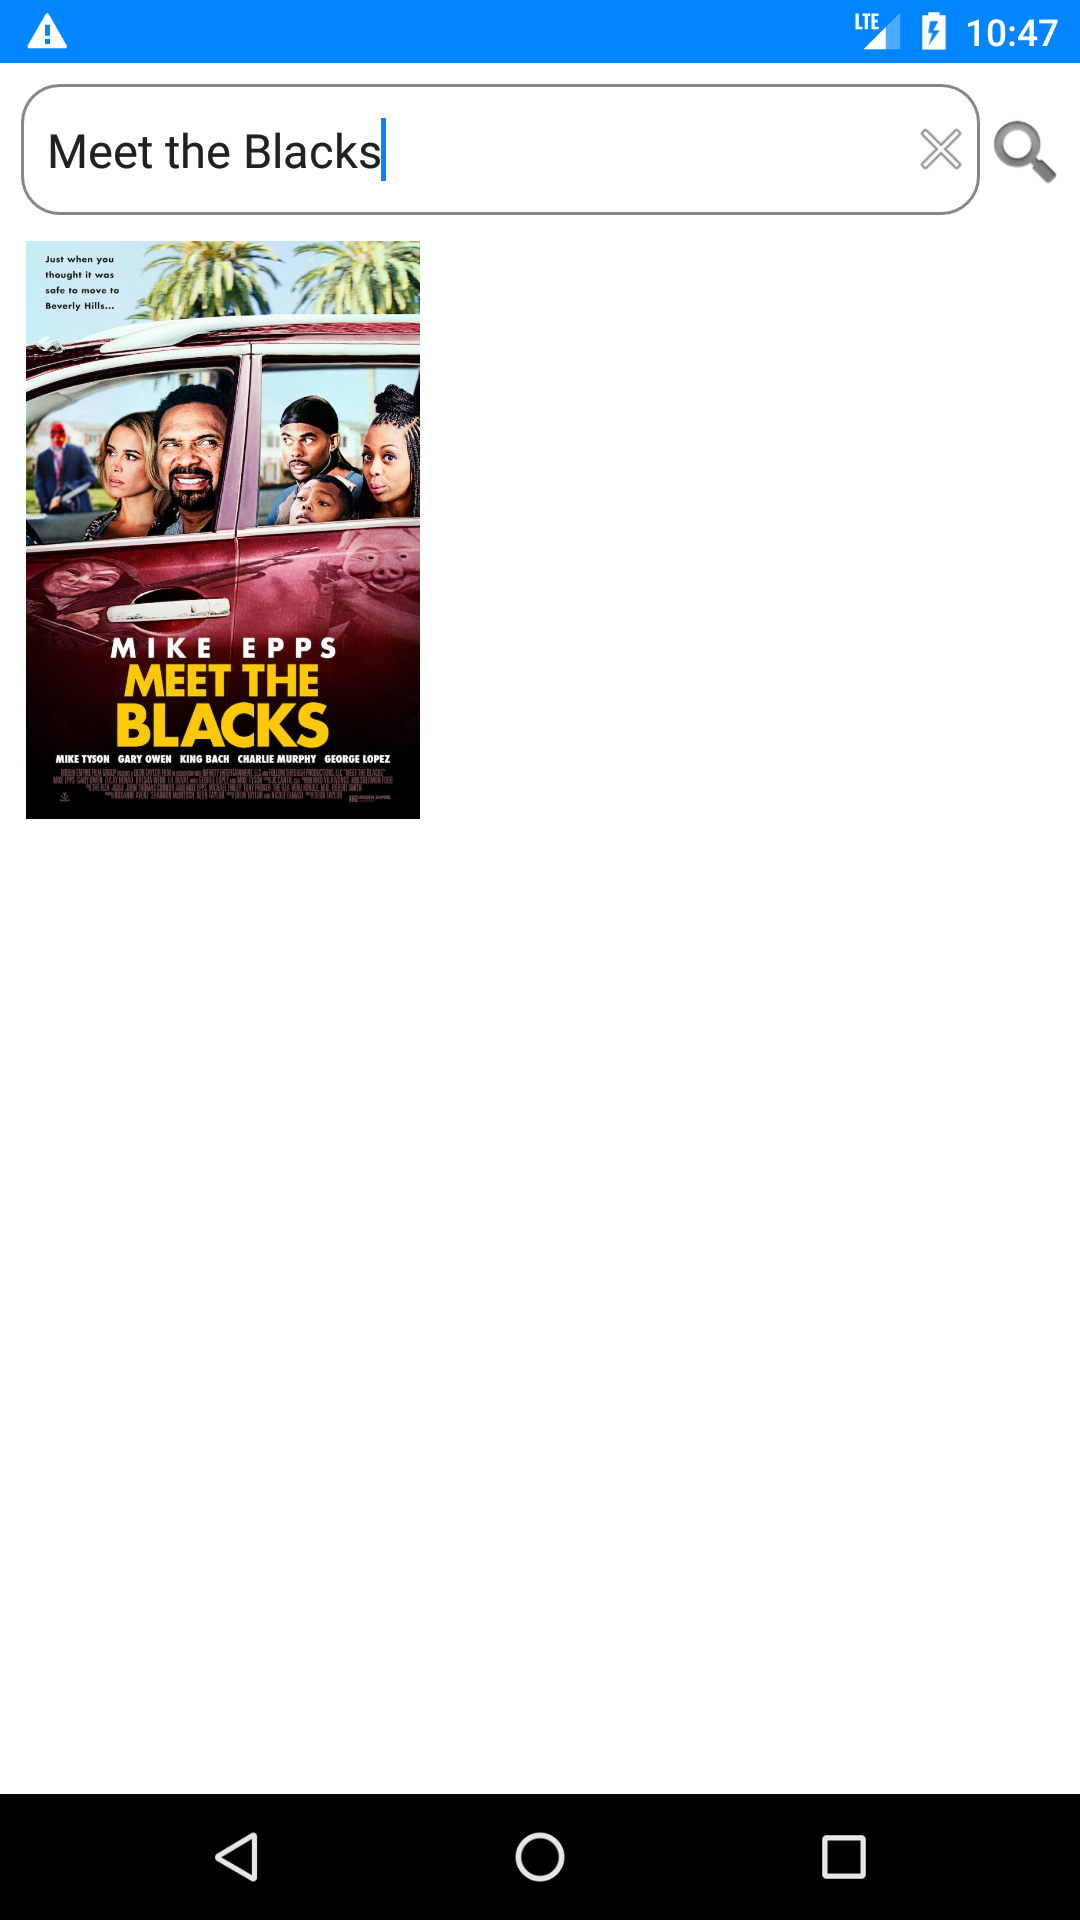 LTE 10:47
Meet the Blacks
Just when you
thought it was
safe to move to
Beverly Hills...
MIKE EPPS
MEET THE
BLACKS
MIKE TYSON GARY OWEN KING BACH CHARLIE MURPHY GEORGE LOPEZ